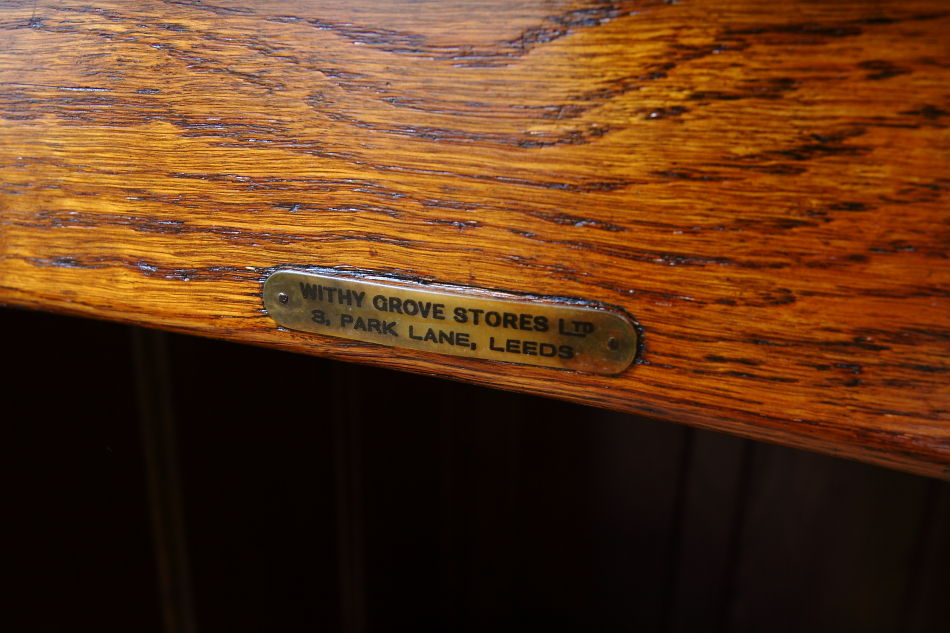 WITHY GROVE STORES LTD
3, PARK LANE, LEEDS